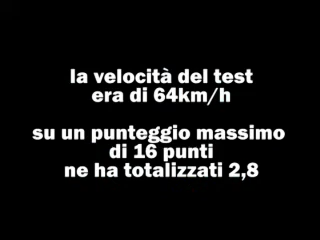 la velocità del test
era di 64km/h
su un punteggio massimo
di 16 punti
ne ha totalizzati 2,8